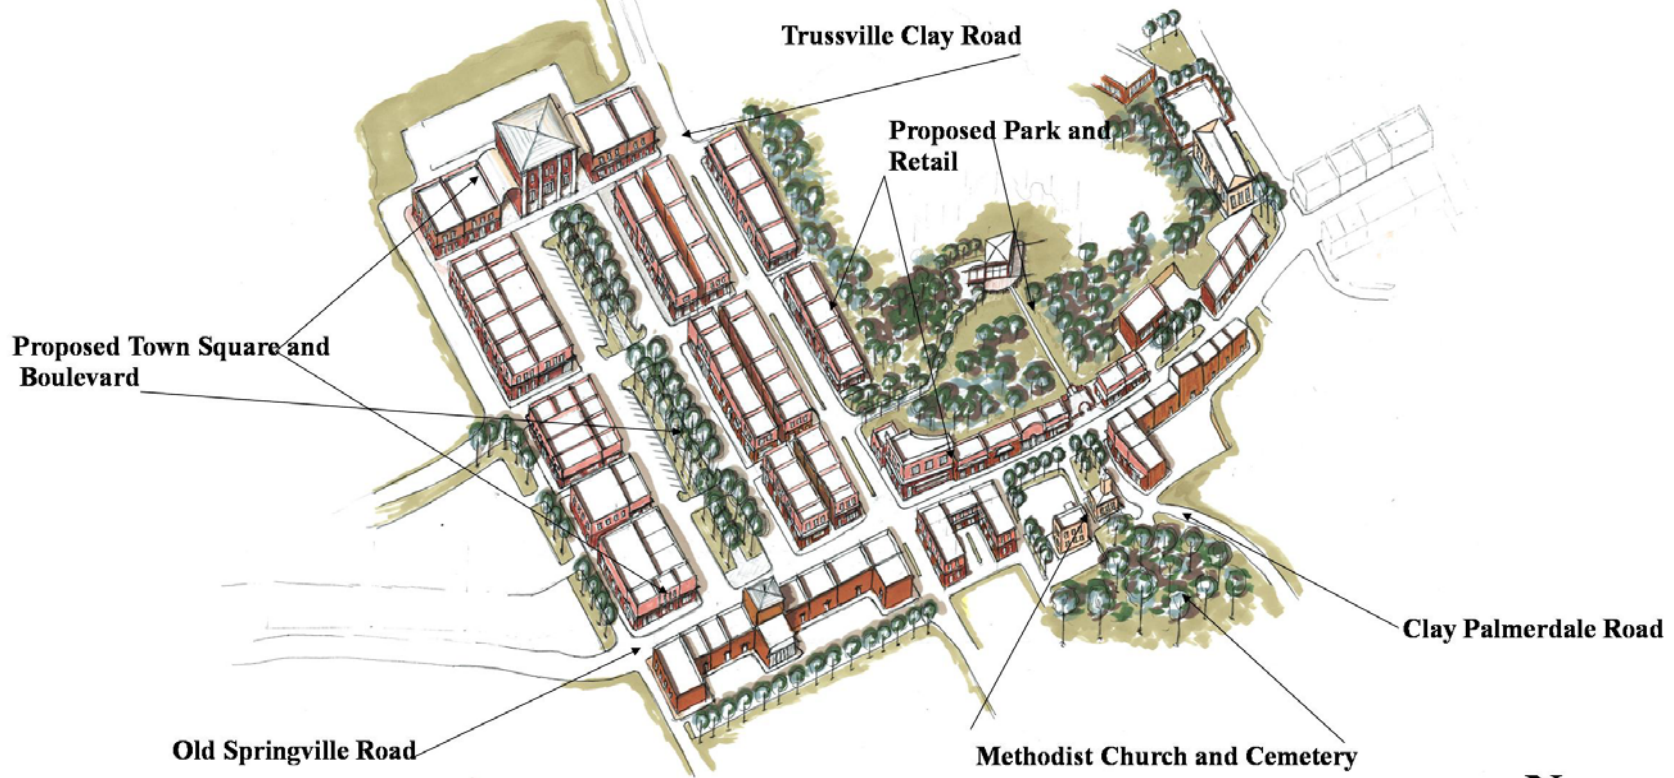 Trussville Clay Road
Proposed Park and
Retail
Proposed Town Square and
Boulevard
Clay Palmerdale Road
Old Springville Road
Methodist Church and Cemetery